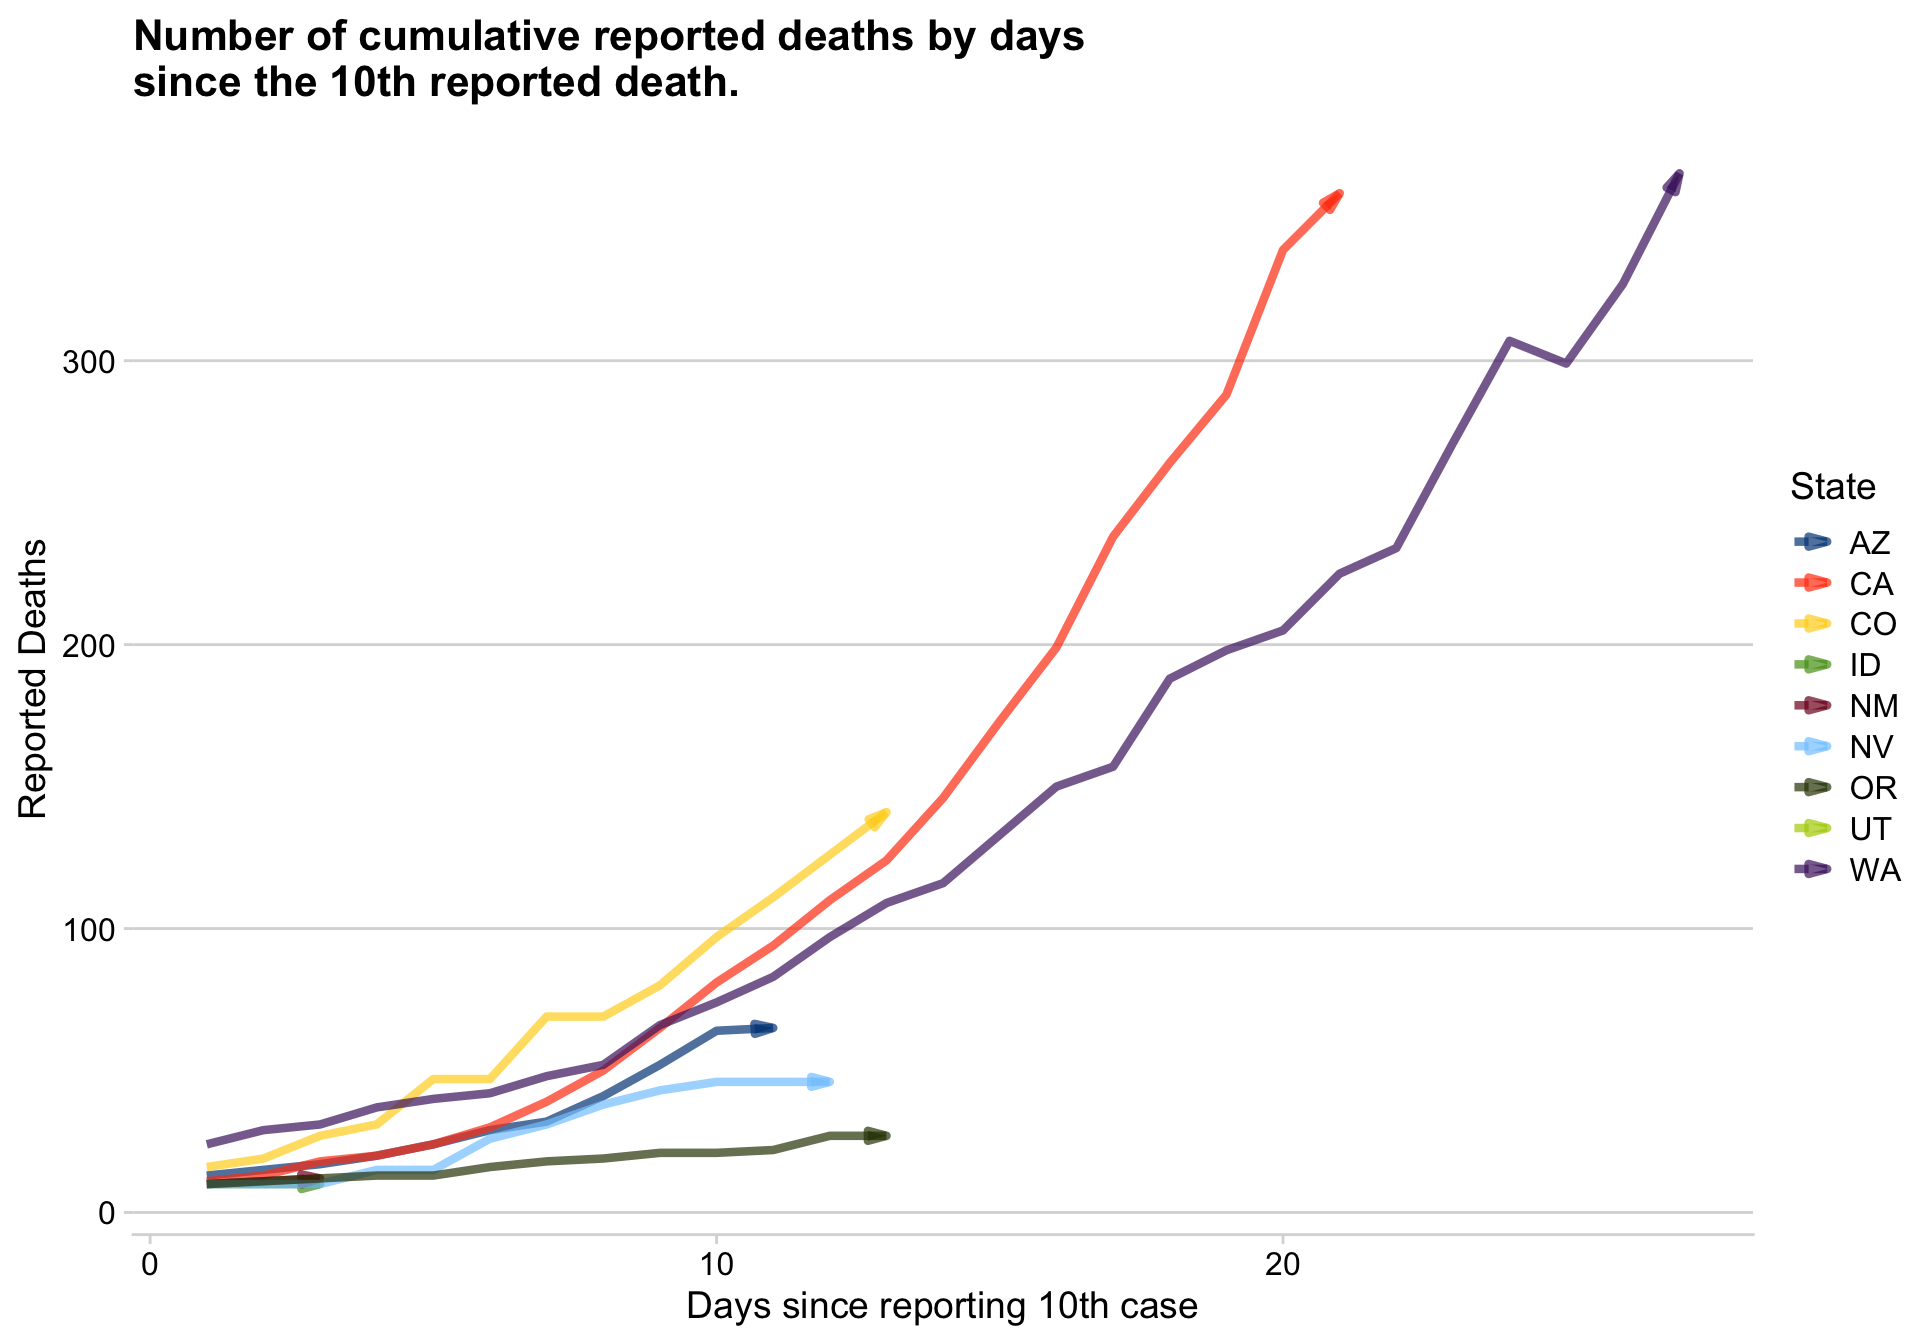 Number of cumulative reported deaths by days
since the 10th reported death.
Reported Deaths
300
200
100
0
0
10
20
Days since reporting 10th case
State
AZ
CA
CO
ID
NM
NV
OR
UT
WA